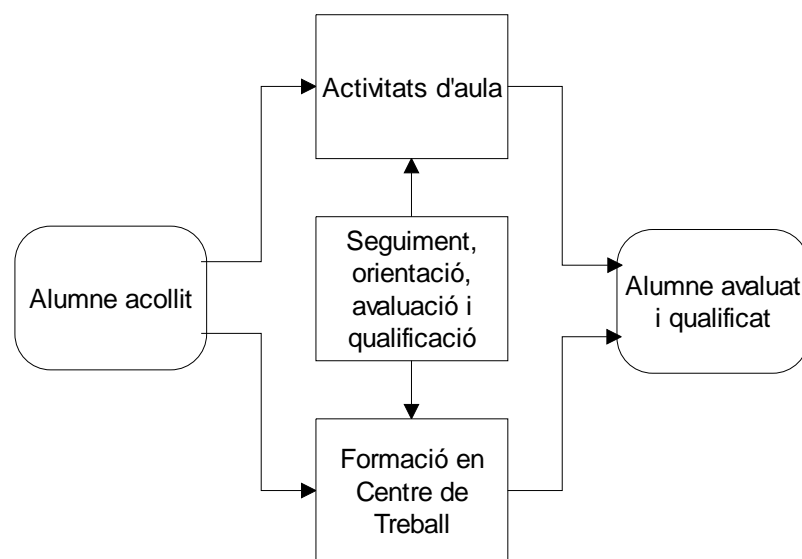 Activitats d'aula
Seguiment,
orientació,
avaluació i
qualificació
Alumne acollit
Alumne avaluat
i qualificat
Formació en
Centre de
Treball